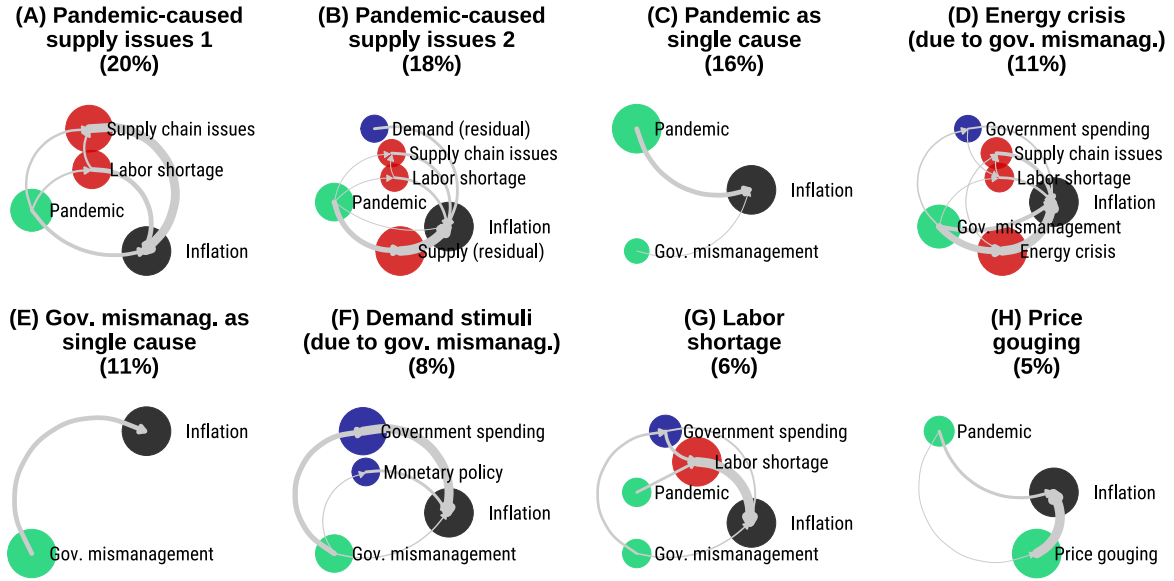 (A) Pandemic-caused
supply issues 1
(20%)
Supply chain issues
Labor shortage
Pandemic
Inflation
(B) Pandemic-caused
supply issues 2
(18%)
Demand (residual)
Supply chain issues
Labor shortage
Pandemic
Inflation
Supply (residual)
(C) Pandemic as
single cause
(16%)
Pandemic
Inflation
Gov. mismanagement
(D) Energy crisis
(due to gov. mismanag.)
(11%)
Government spending
Supply chain issues
Labor shortage
Inflation
Gov. mismanagement
Energy crisis
(E) Gov. mismanag. as
single cause
(11%)
Inflation
Gov. mismanagement
(F) Demand stimuli
(due to gov. mismanag.)
(8%)
Government spending
Monetary policy
Inflation
Gov. mismanagement
(G) Labor
shortage
(6%)
Government spending
Labor shortage
Pandemic
Inflation
Gov. mismanagement
(H) Price
gouging
(5%)
Pandemic
Inflation
Price gouging